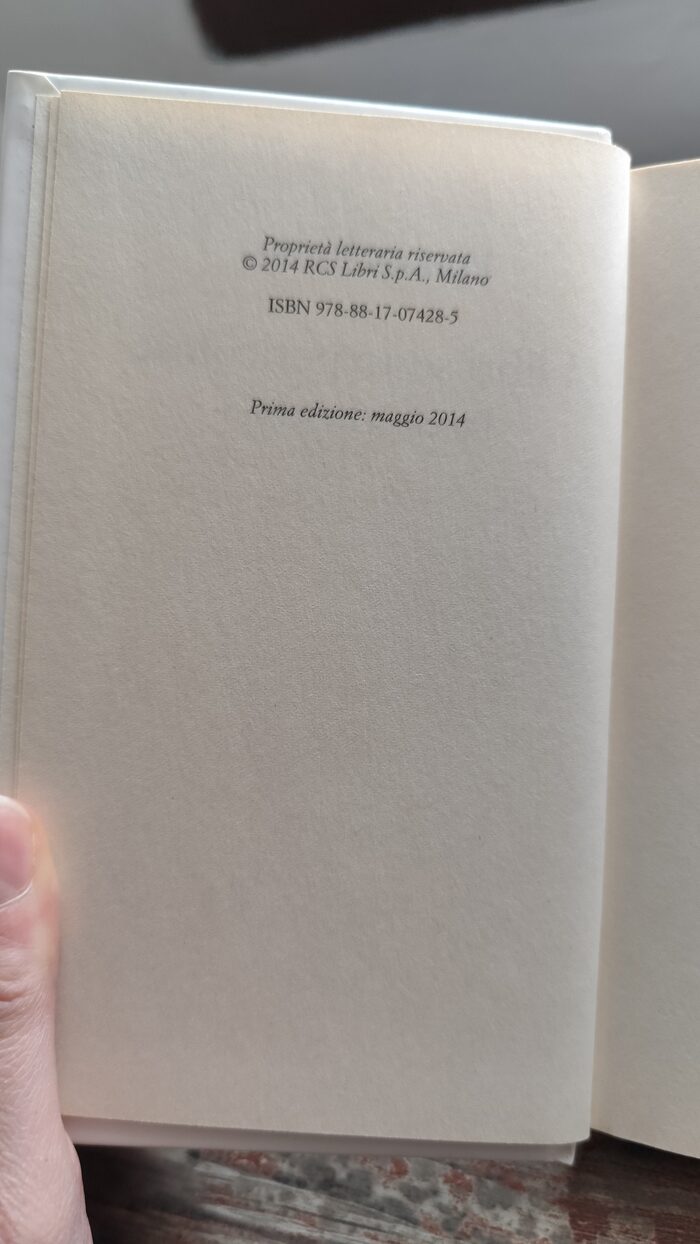 Proprietà letteraria riservata
© 2014 RCS Libri S.p.A., Milano
ISBN 978-88-17-07428-5
Prima edizione: maggio 2014